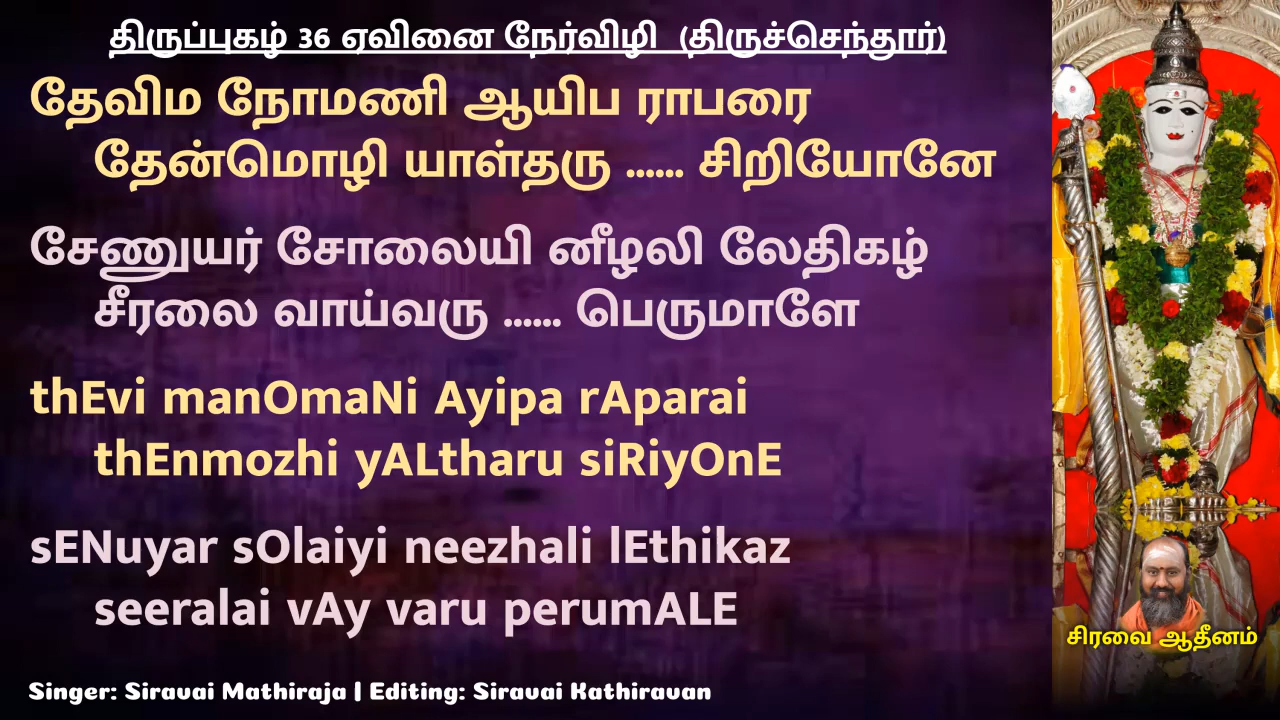 திருப்புகழ் 36 ஏவினை நேர்விழி (திருச்செந்தூர்)
தேவிம நோமணி ஆயிப ராபரை
தேன்மொழி யாள்தரு ...... சிறியோனே
சேணுயர் சோலையி னீழலி லேதிகழ்
சீரலை வாய்வரு ...... பெருமாளே
thEvi manOmaNi Ayipa rAparai
thEnmozhi yALtharu siRiyOnE
sENuyar sOlaiyi neezhali lEthikaz
seeralai vAy varu perumALE
Singer: Siravai Mathiraja | Editing: Siravai Kathiravan
சிரவை ஆதீனம்